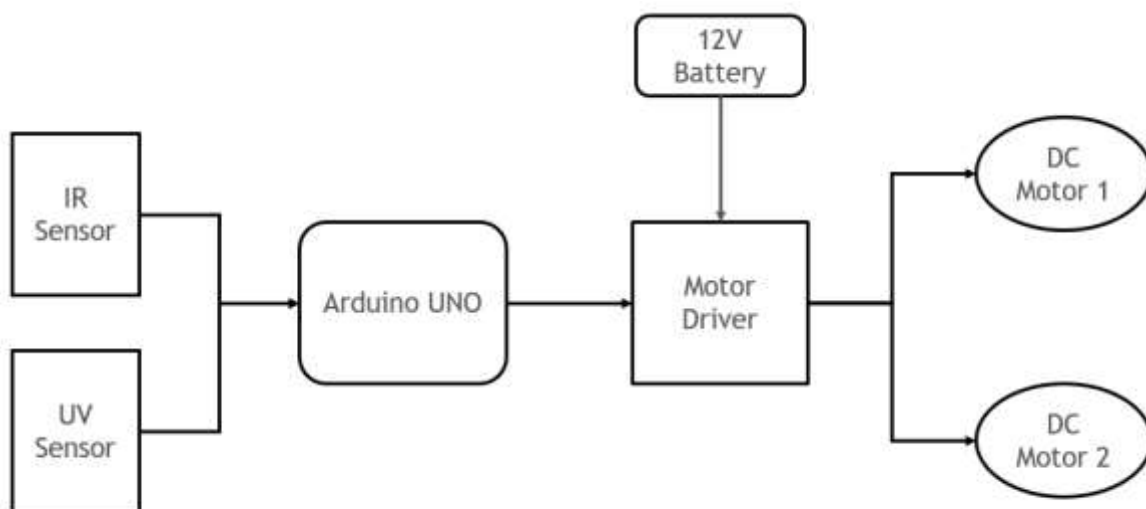 12V
Battery
IR
Sensor
DC
Motor 1
Arduino UNO
Motor
Driver
UV
Sensor
DC
Motor 2